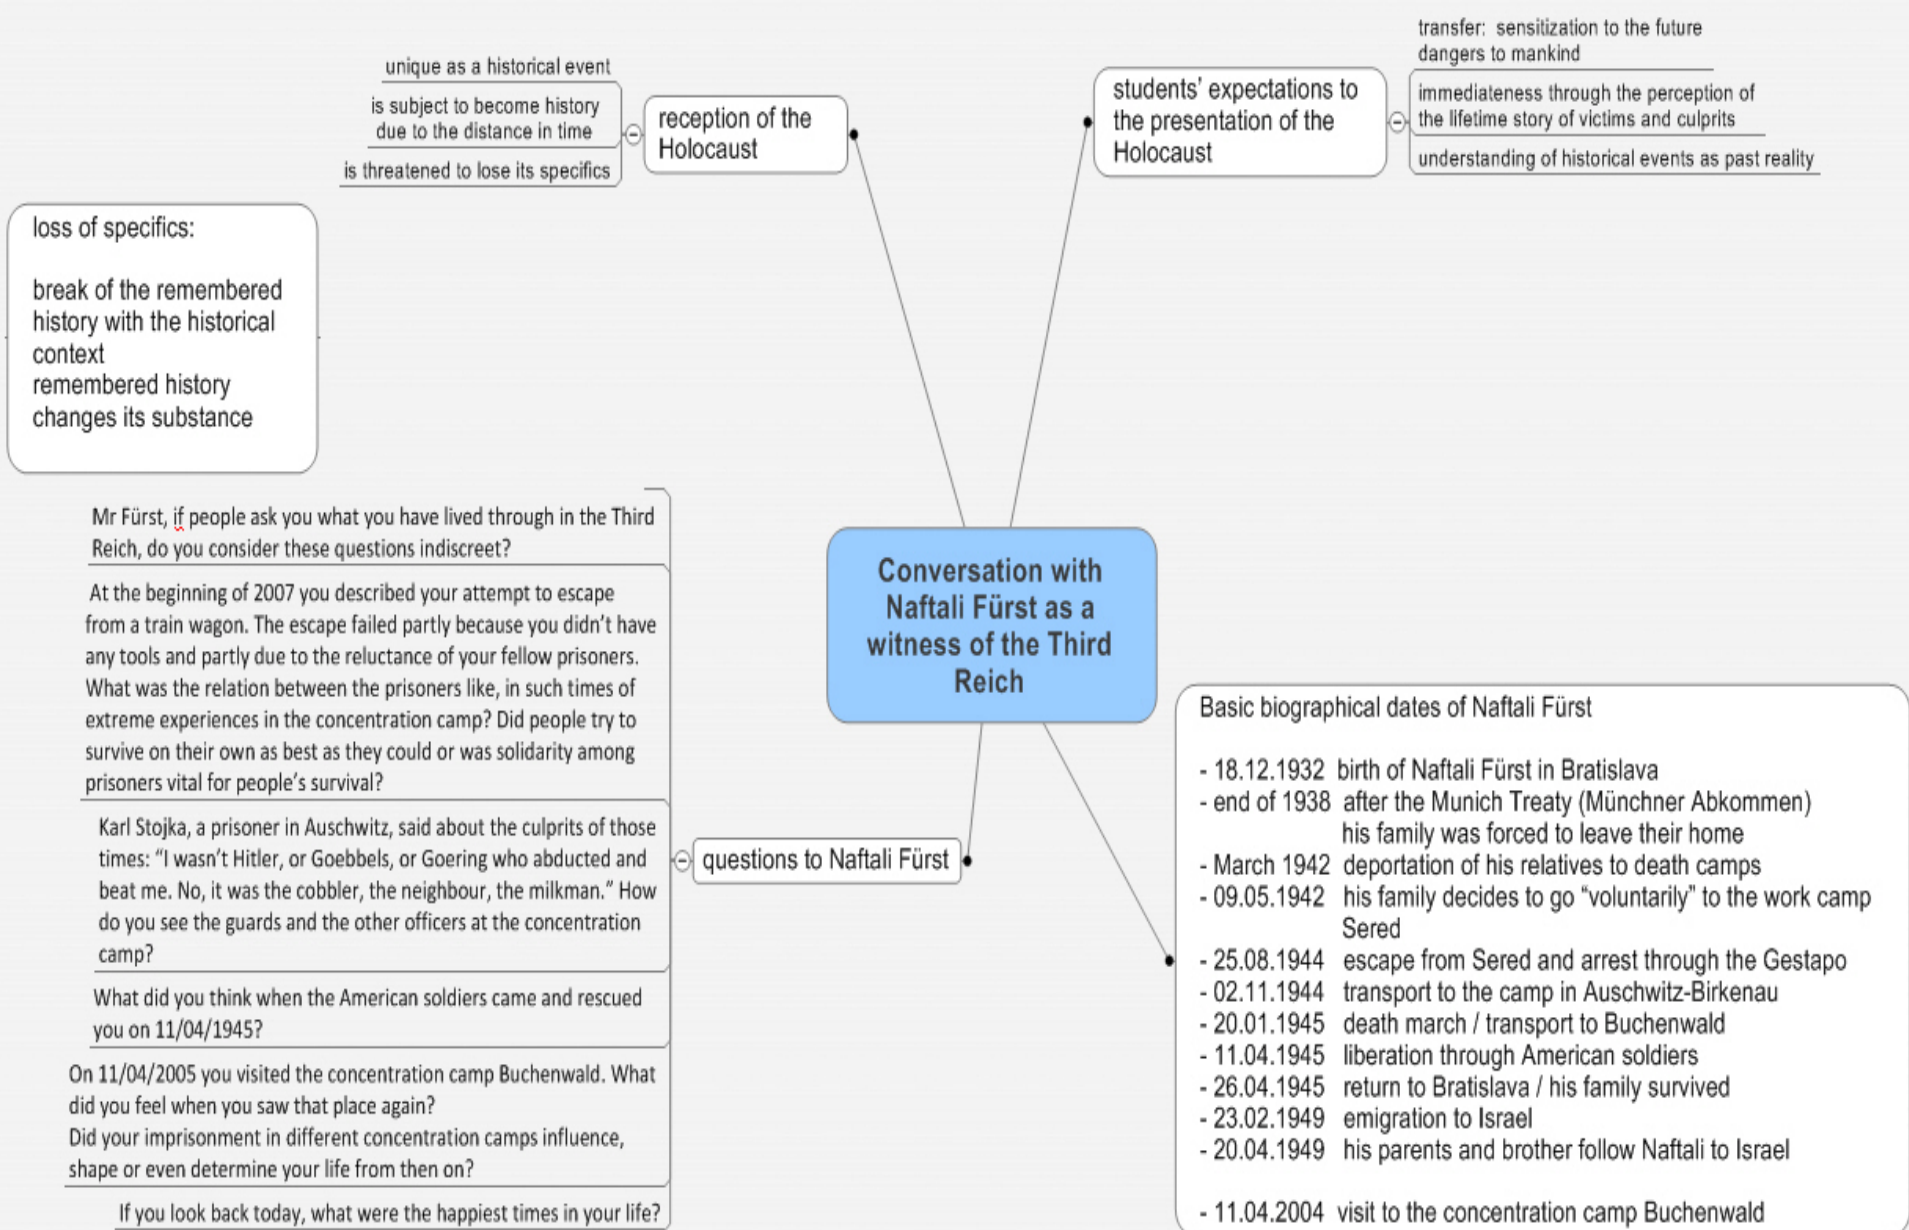 unique as a historical event
is subject to become history
due to the distance in time
is threatened to lose its specifics
reception of the
Holocaust
students' expectations to
the presentation of the
Holocaust
transfer: sensitization to the future
dangers to mankind
immediateness through the perception of
the lifetime story of victims and culprits
understanding of historical events as past reality
loss of specifics:
break of the remembered
history with the historical
context
remembered history
changes its substance
Conversation with
Naftali Fürst as a
witness of the Third
Reich
questions to Naftali Fürst
Mr Fürst, if people ask you what you have lived through in the Third
Reich, do you consider these questions indiscreet?
At the beginning of 2007 you described your attempt to escape
from a train wagon. The escape failed partly because you didn't have
any tools and partly due to the reluctance of your fellow prisoners.
What was the relation between the prisoners like, in such times of
extreme experiences in the concentration camp? Did people try to
survive on their own as best as they could or was solidarity among
prisoners vital for people's survival?
Karl Stojka, a prisoner in Auschwitz, said about the culprits of those
times: “I wasn't Hitler, or Goebbels, or Goering who abducted and
beat me. No, it was the cobbler, the neighbour, the milkman.” How
do you see the guards and the other officers at the concentration
camp?
What did you think when the American soldiers came and rescued
you on 11/04/1945?
On 11/04/2005 you visited the concentration camp Buchenwald. What
did you feel when you saw that place again?
Did your imprisonment in different concentration camps influence,
shape or even determine your life from then on?
If you look back today, what were the happiest times in your life?
Basic biographical dates of Naftali Fürst
- 18.12.1932 birth of Naftali Fürst in Bratislava
- end of 1938 after the Munich Treaty (Münchner Abkommen)
his family was forced to leave their home
- March 1942 deportation of his relatives to death camps
- 09.05.1942 his family decides to go “voluntarily” to the work camp
Sered
- 25.08.1944 escape from Sered and arrest through the Gestapo
- 02.11.1944 transport to the camp in Auschwitz-Birkenau
- 20.01.1945 death march / transport to Buchenwald
- 11.04.1945 liberation through American soldiers
- 26.04.1945 return to Bratislava / his family survived
- 23.02.1949 emigration to Israel
- 20.04.1949 his parents and brother follow Naftali to Israel
- 11.04.2004 visit to the concentration camp Buchenwald